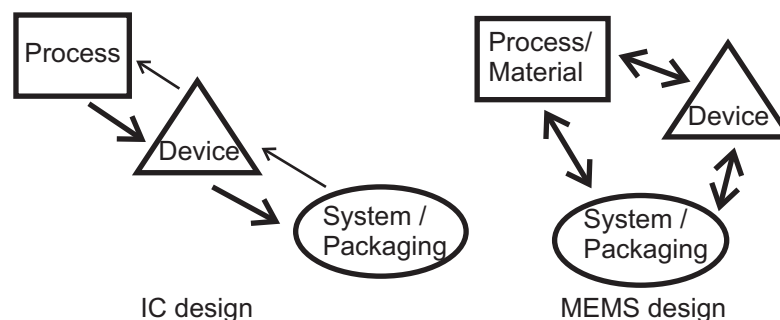 Process
Device
System /
Packaging
IC design
Process/
Material
Device
System /
Packaging
MEMS design